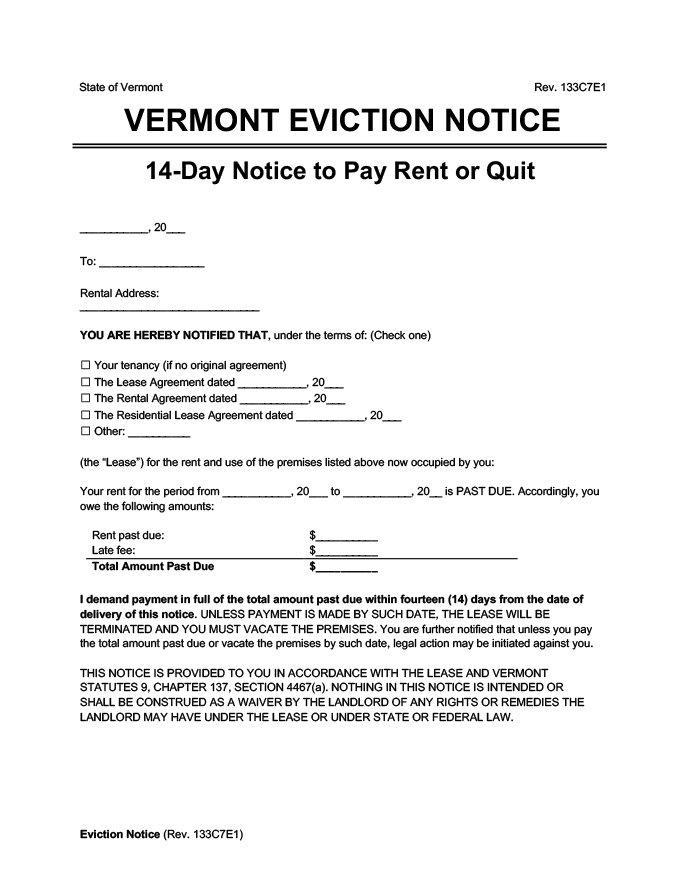 State of Vermont Rev. 133C7E1
VERMONT EVICTION NOTICE
14-Day Notice to Pay Rent or Quit
___________, 20___
To: _________________
Rental Address:
_____________________________
YOU ARE HEREBY NOTIFIED THAT, under the terms of: (Check one)
☐ Your tenancy (if no original agreement)
☐ The Lease Agreement dated ___________, 20___
☐ The Rental Agreement dated ___________, 20___
☐ The Residential Lease Agreement dated ___________, 20___
☐ Other: __________
(the “Lease”) for the rent and use of the premises listed above now occupied by you:
Your rent for the period from ___________, 20___ to ___________, 20__ is PAST DUE. Accordingly, you
owe the following amounts:
Rent past due: $__________
Late fee: $__________
Total Amount Past Due $__________
I demand payment in full of the total amount past due within fourteen (14) days from the date of
delivery of this notice. UNLESS PAYMENT IS MADE BY SUCH DATE, THE LEASE WILL BE
TERMINATED AND YOU MUST VACATE THE PREMISES. You are further notified that unless you pay
the total amount past due or vacate the premises by such date, legal action may be initiated against you.
THIS NOTICE IS PROVIDED TO YOU IN ACCORDANCE WITH THE LEASE AND VERMONT
STATUTES 9, CHAPTER 137, SECTION 4467(a). NOTHING IN THIS NOTICE IS INTENDED OR
SHALL BE CONSTRUED AS A WAIVER BY THE LANDLORD OF ANY RIGHTS OR REMEDIES THE
LANDLORD MAY HAVE UNDER THE LEASE OR UNDER STATE OR FEDERAL LAW.
Eviction Notice (Rev. 133C7E1)